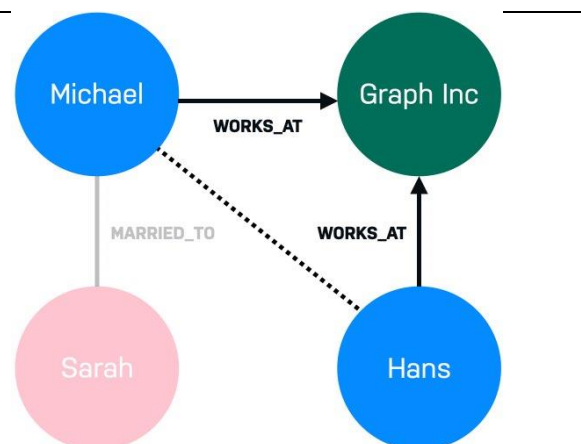 Michael
Graph Inc
WORKS_AT
MARRIED_TO
WORKS_AT
Sarah
Hans